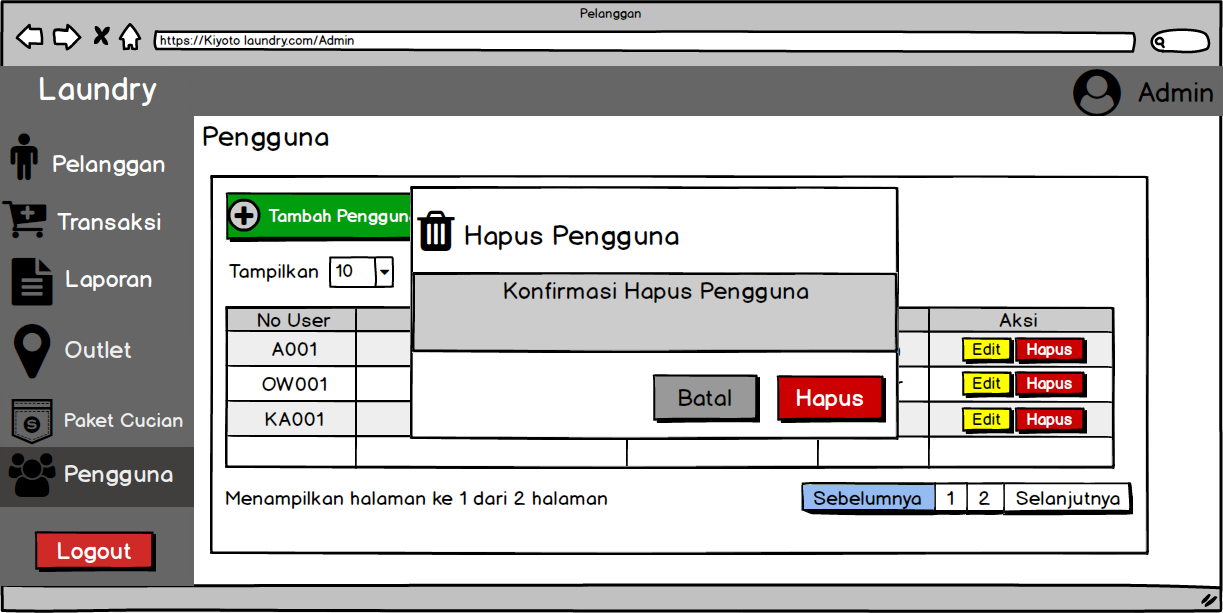 Pelanggan
https://Kiyoto laundry.com/Admin
Laundry
Admin
Pelanggan
Transaksi
Laporan
Outlet
Paket Cucian
Pengguna
Logout
Pengguna
Tambah
Tampilkan 10
Hapus Pengguna
Konfirmasi Hapus Pengguna
Batal Hapus
No User Aksi
A001 Edit Hapus
OW001 Edit Hapus
KA001 Edit Hapus
Menampilkan halaman ke 1 dari 2 halaman
Sebelumnya 1 2 Selanjutnya